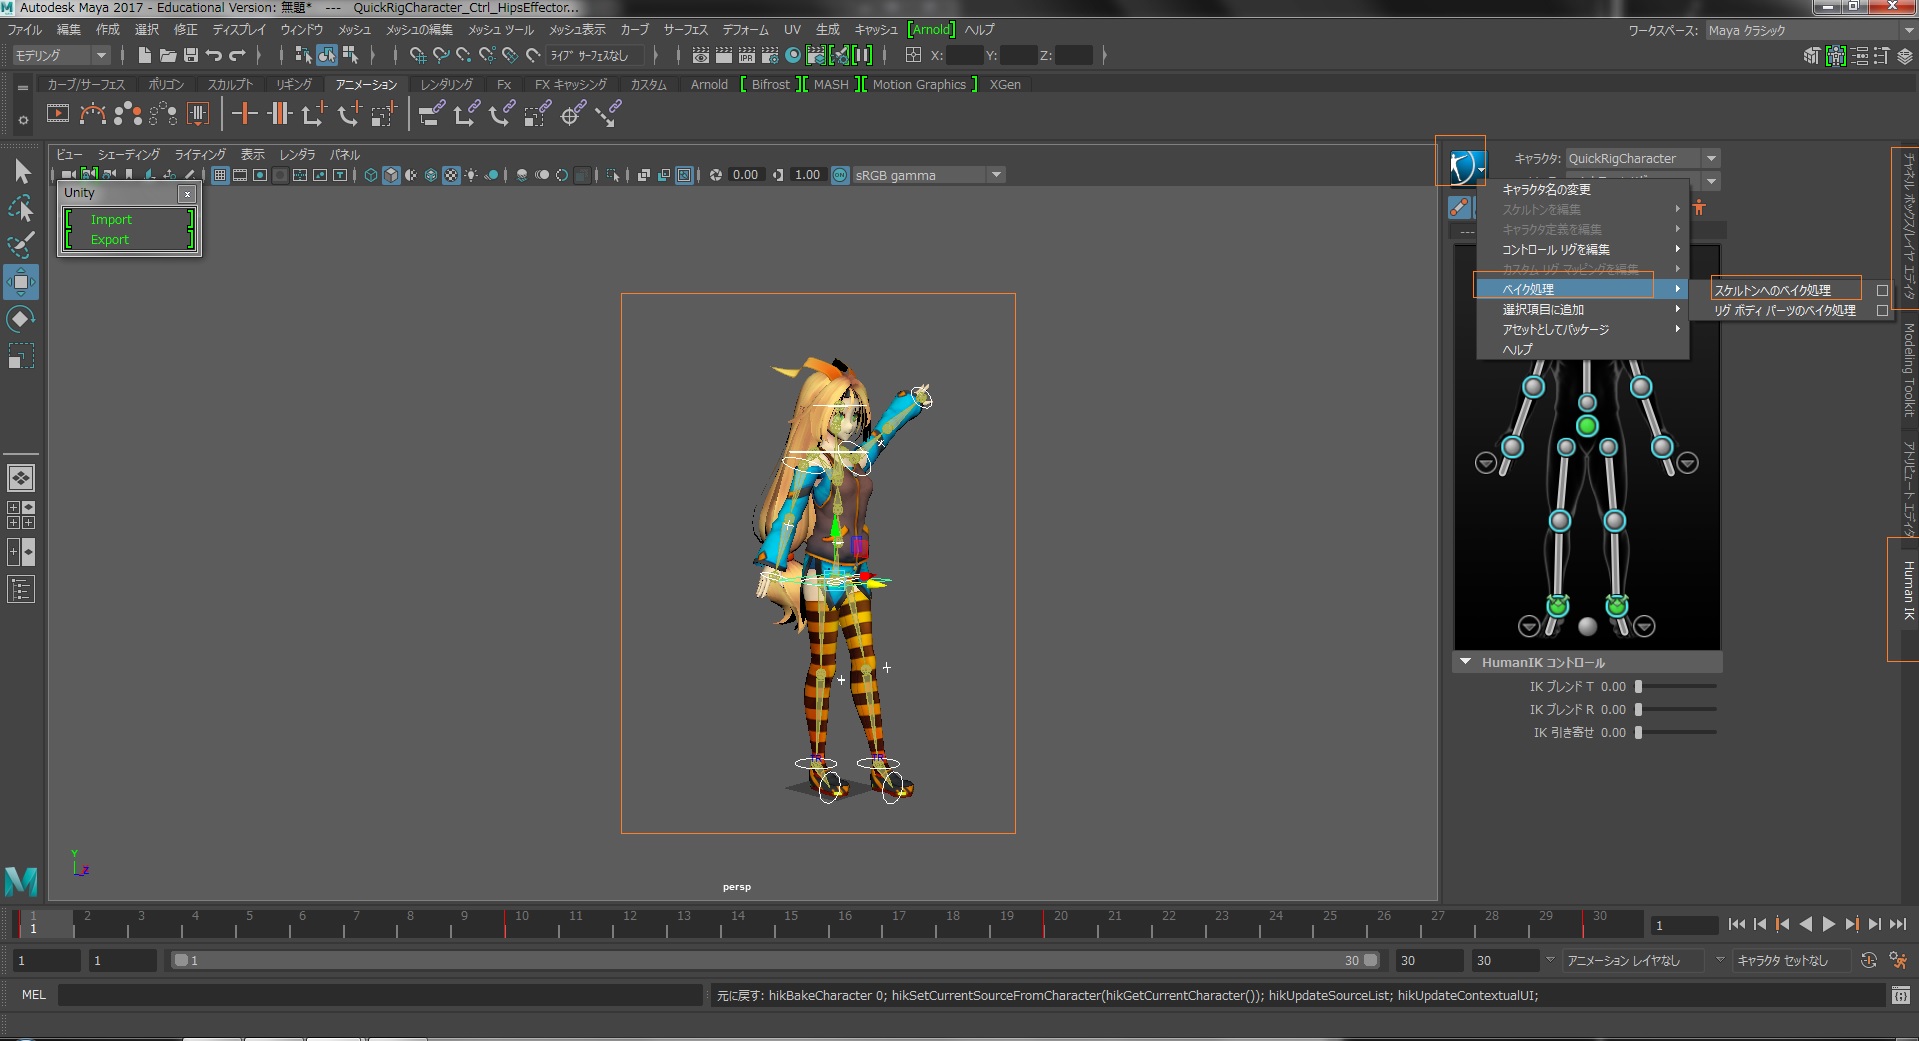 Autodesk Maya 2017 - Educational Version: 無題*   ---   QuickRigCharacter_Ctrl_HipsEffector...
ファイル 編集 作成 選択 修正 ディスプレイ ウィンドウ メッシュ メッシュの編集 メッシュ ツール メッシュ表示 カーブ サーフェス デフォーム UV 生成 キャッシュ [Arnold] ヘルプ
ワークスペース: Maya クラシック
モデリング ライブ サーフェスなし IPR X: Y: Z:
カーブ/サーフェス ポリゴン スカルプト リギング アニメーション レンダリング Fx FX キャッシング カスタム Arnold [ Bifrost ][ MASH ][ Motion Graphics ] XGen
ビュー シェーディング ライティング 表示 レンダラ パネル
0.00 1.00 ON sRGB gamma
Unity x
Import
Export
キャラクタ: QuickRigCharacter
キャラクタ名の変更
スケルトンを編集
キャラクタ定義を編集
---
コントロール リグを編集
カスタム リグ マッピングを編集
ベイク処理
スケルトンへのベイク処理
選択項目に追加
リグ ボディ パーツのベイク処理
アセットとしてパッケージ
ヘルプ
チャネル ボックス/レイヤ エディタ
Modeling Toolkit
アトリビュート エディタ
Human IK
HumanIK コントロール
IK ブレンド T 0.00
IK ブレンド R 0.00
IK 引き寄せ 0.00
Y
Z
persp
1 2 3 4 5 6 7 8 9 10 11 12 13 14 15 16 17 18 19 20 21 22 23 24 25 26 27 28 29 30
1 1
1 1 1 30 30 30 アニメーション レイヤなし キャラクタ セットなし
MEL 元に戻す: hikBakeCharacter 0; hikSetCurrentSourceFromCharacter(hikGetCurrentCharacter()); hikUpdateSourceList; hikUpdateContextualUI;